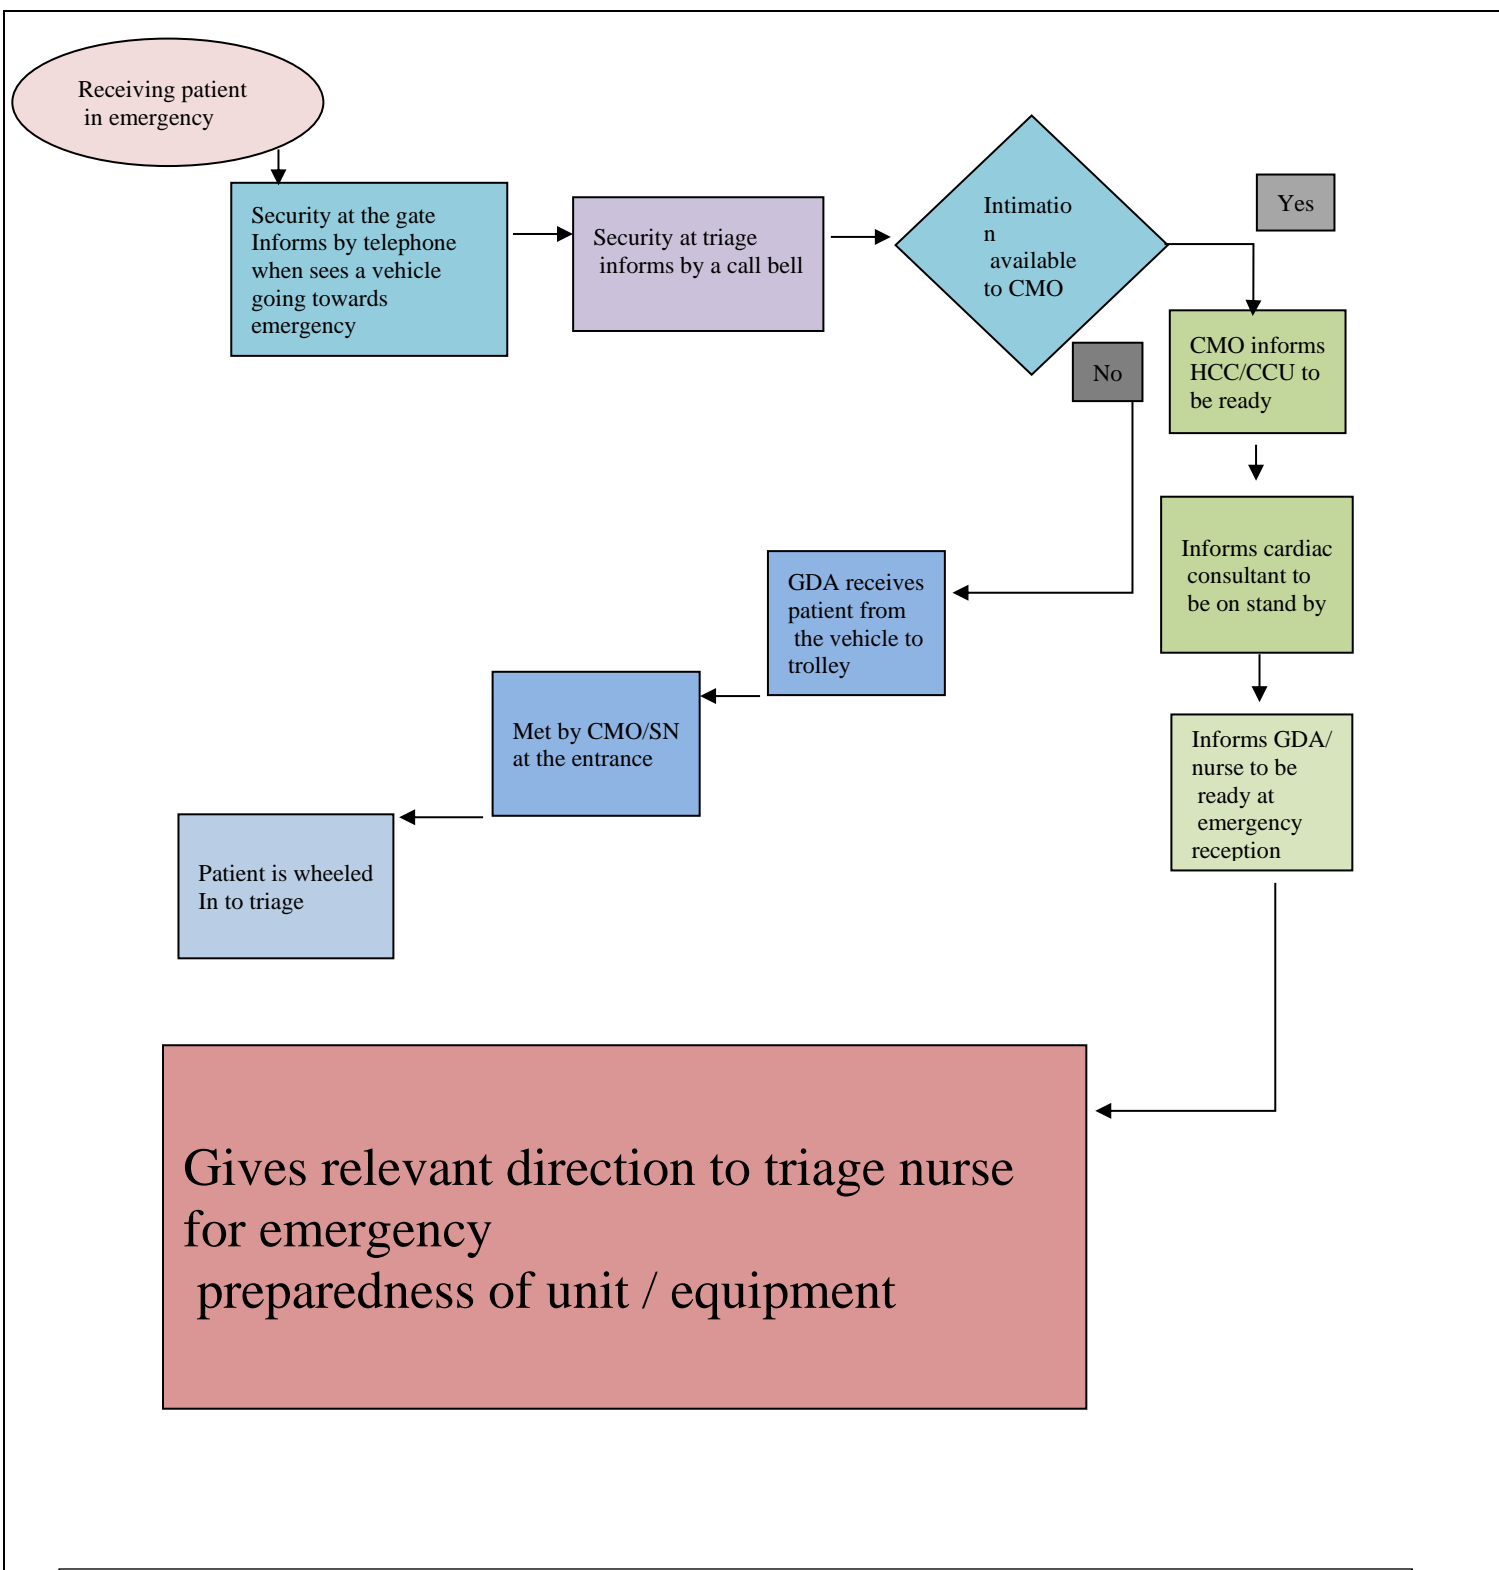 Receiving patient
in emergency
Security at the gate
Informs by telephone
when sees a vehicle
going towards
emergency
Security at triage
informs by a call bell
Intimatio
n
available
to CMO
Yes
No
CMO informs
HCC/CCU to
be ready
Informs cardiac
consultant to
be on stand by
Informs GDA/
nurse to be
ready at
emergency
reception
GDA receives
patient from
the vehicle to
trolley
Met by CMO/SN
at the entrance
Patient is wheeled
In to triage
Gives relevant direction to triage nurse
for emergency
preparedness of unit / equipment